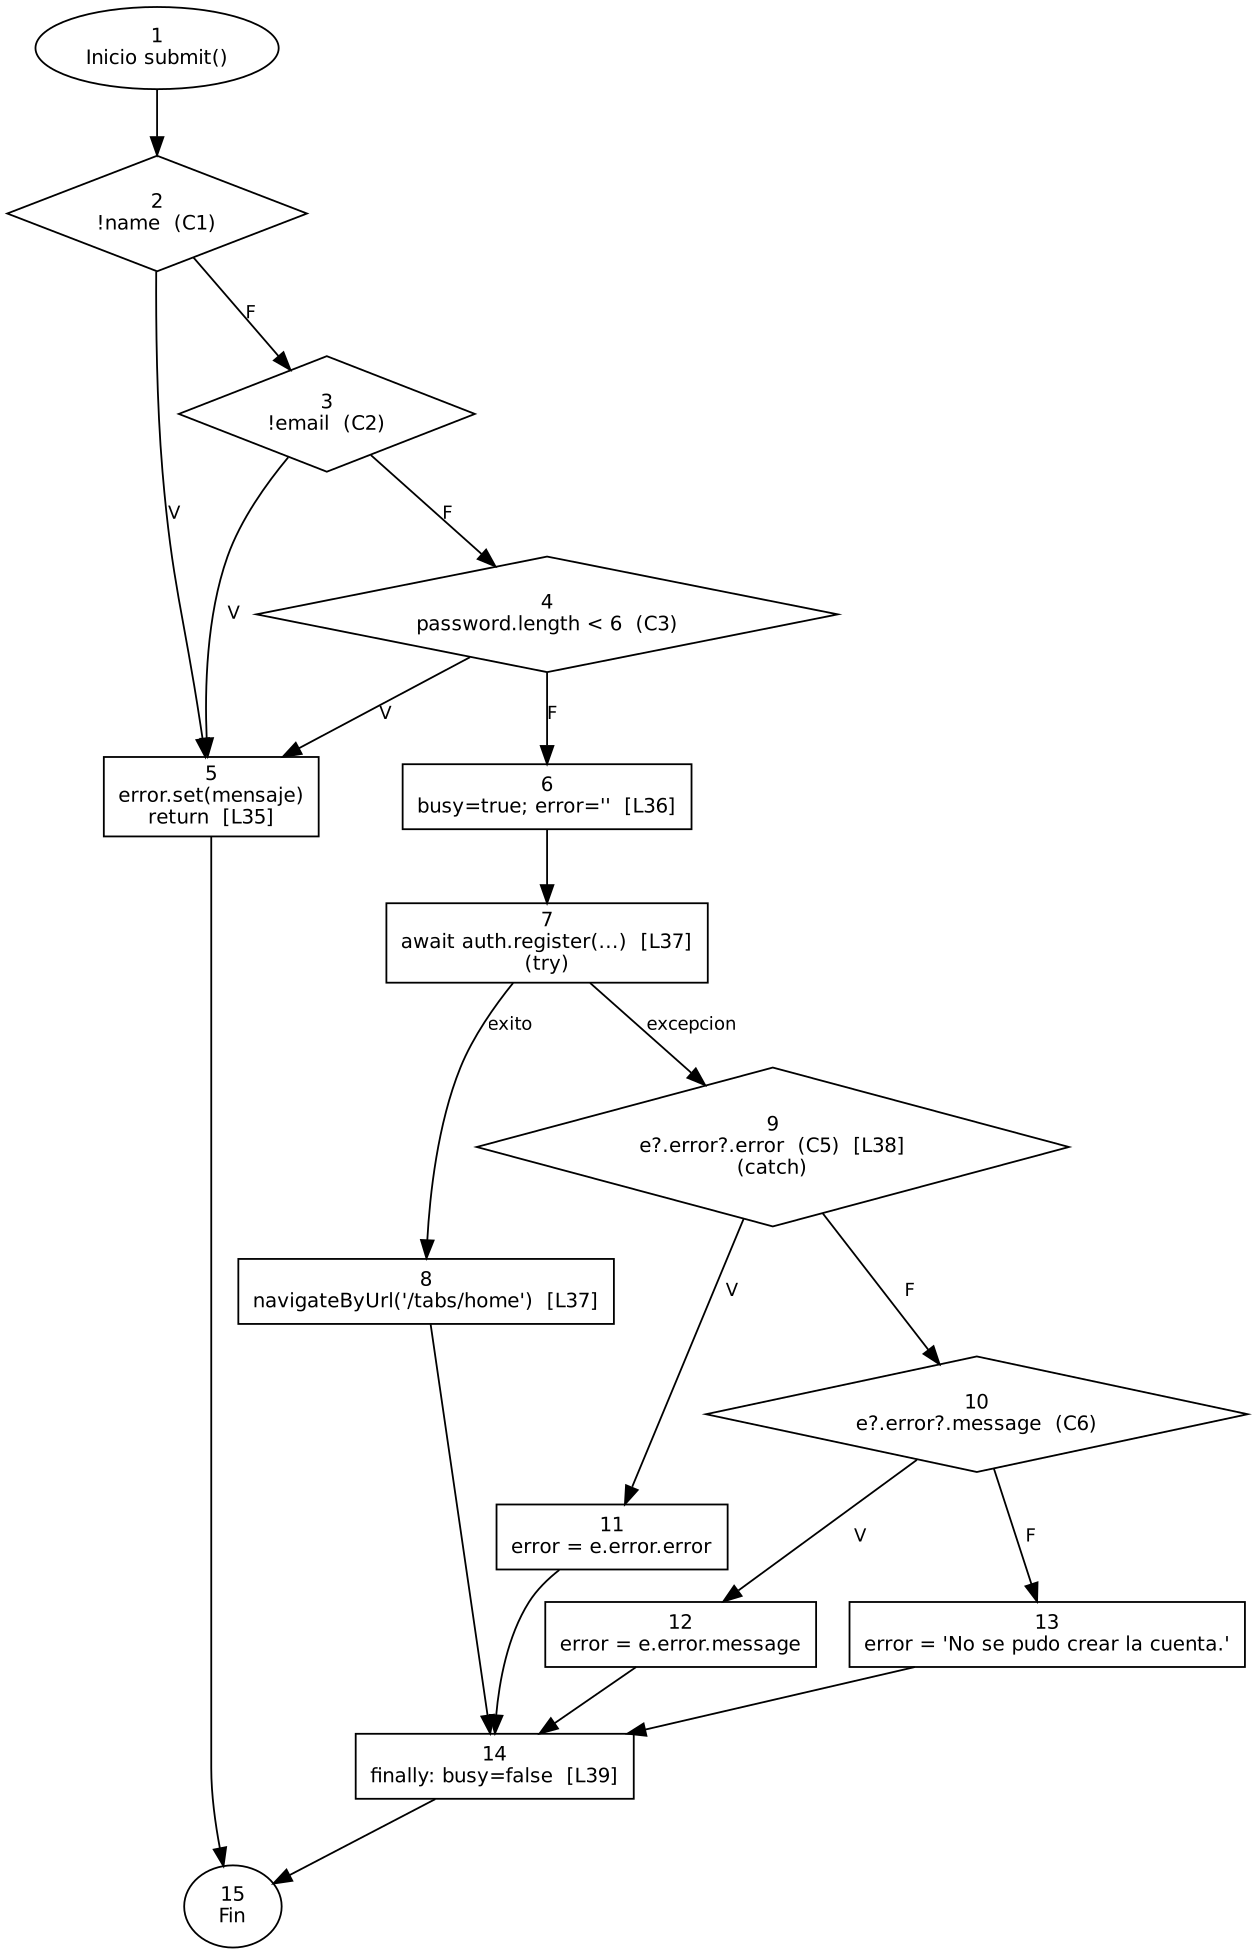 1
Inicio submit()
2
!name  (C1)
F
3
!email  (C2)
V
F
4
password.length < 6  (C3)
V
V
F
5
error.set(mensaje)
return  [L35]
6
busy=true; error=''  [L36]
7
await auth.register(...)  [L37]
(try)
exito
excepcion
9
e?.error?.error  (C5)  [L38]
(catch)
8
navigateByUrl('/tabs/home')  [L37]
V
F
10
e?.error?.message  (C6)
11
error = e.error.error
V
F
12
error = e.error.message
13
error = 'No se pudo crear la cuenta.'
14
finally: busy=false  [L39]
15
Fin